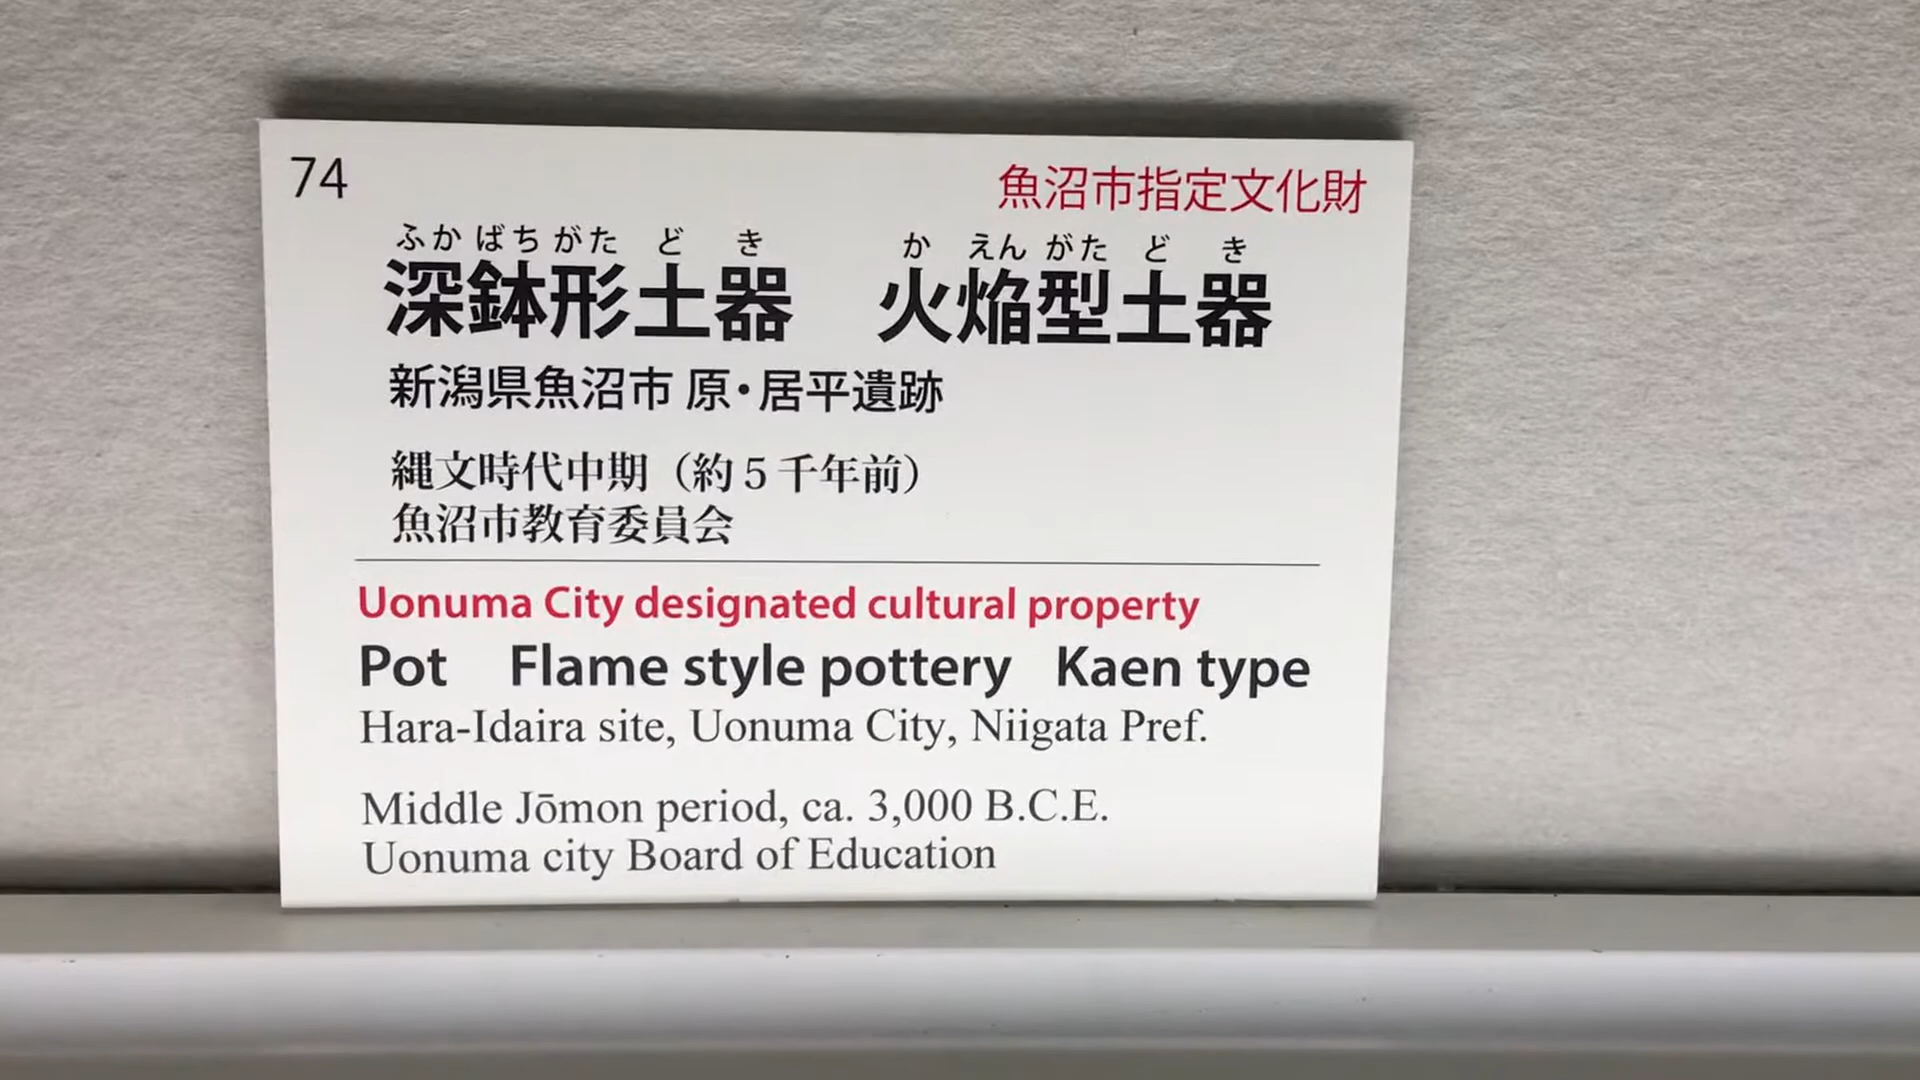 74
魚沼市指定文化財
ふかばちがたどき　かえんがたどき
深鉢形土器　火焔型土器
新潟県魚沼市 原・居平遺跡
縄文時代中期（約５千年前）
魚沼市教育委員会
Uonuma City designated cultural property
Pot　Flame style pottery　Kaen type
Hara-Idaira site, Uonuma City, Niigata Pref.
Middle Jōmon period, ca. 3,000 B.C.E.
Uonuma city Board of Education